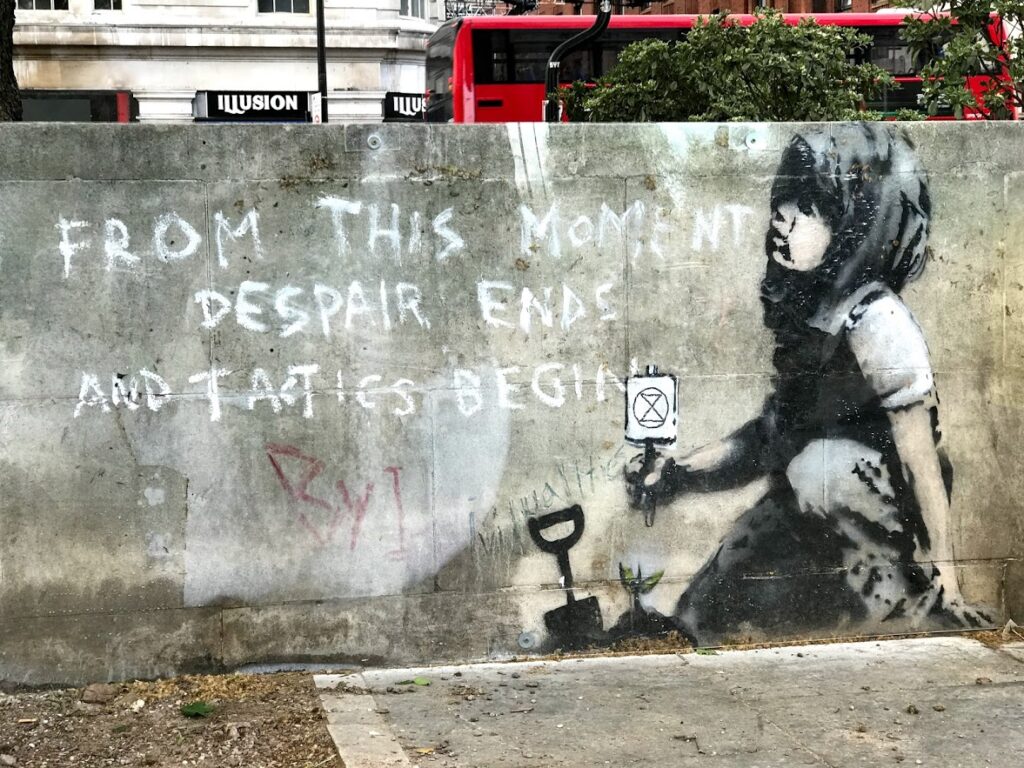 ILLUSION
ILLUS
FROM THIS MOMENT
DESPAIR ENDS
AND TACTICS BEGIN